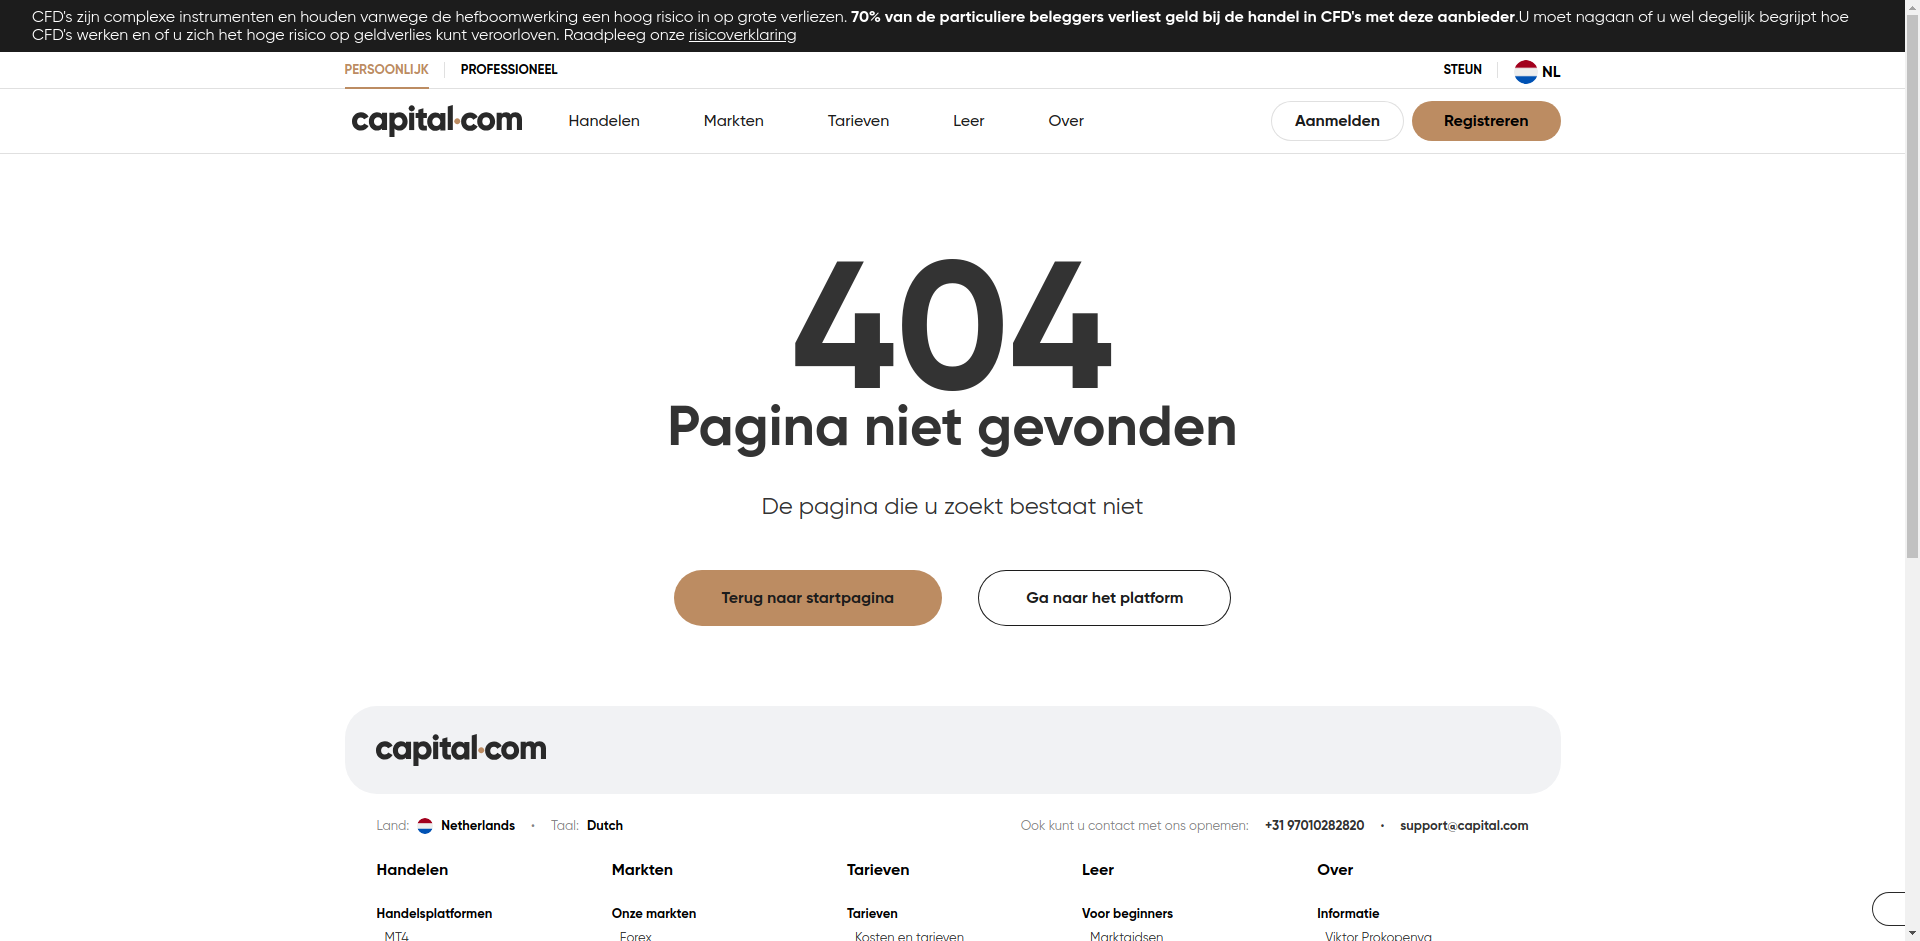 CFD's zijn complexe instrumenten en houden vanwege de hefboomwerking een hoog risico in op grote verliezen. 70% van de particuliere beleggers verliest geld bij de handel in CFD's met deze aanbieder.U moet nagaan of u wel degelijk begrijpt hoe
CFD's werken en of u zich het hoge risico op geldverlies kunt veroorloven. Raadpleeg onze risicoverklaring
PERSOONLIJK PROFESSIONEEL STEUN NL
capital.com Handelen Markten Tarieven Leer Over Aanmelden Registreren
404
Pagina niet gevonden
De pagina die u zoekt bestaat niet
Terug naar startpagina Ga naar het platform
capital.com
Land: Netherlands • Taal: Dutch Ook kunt u contact met ons opnemen: +31 97010282820 • support@capital.com
Handelen Markten Tarieven Leer Over
Handelsplatformen Onze markten Tarieven Voor beginners Informatie
MT4 Forex Kosten en tarieven Marktgidsen Viktor Prokopenya